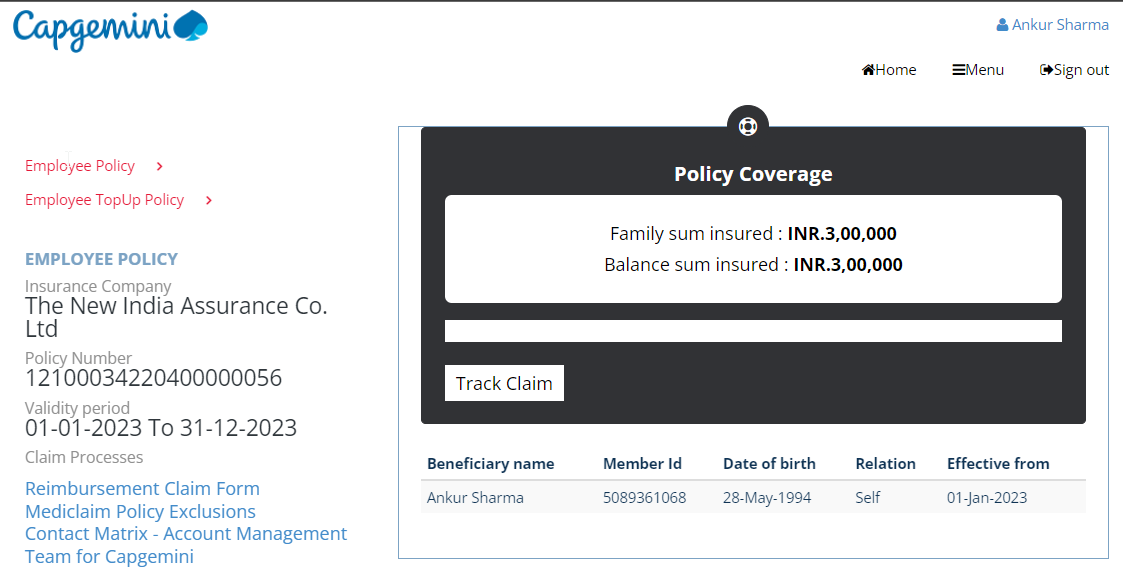 Capgemini
Ankur Sharma
Home Menu Sign out
Employee Policy
Employee TopUp Policy
EMPLOYEE POLICY
Insurance Company
The New India Assurance Co.
Ltd
Policy Number
12100034220400000056
Validity period
01-01-2023 To 31-12-2023
Claim Processes
Reimbursement Claim Form
Mediclaim Policy Exclusions
Contact Matrix - Account Management
Team for Capgemini
Policy Coverage
Family sum insured : INR.3,00,000
Balance sum insured : INR.3,00,000
Track Claim
Beneficiary name Member Id Date of birth Relation Effective from
Ankur Sharma 5089361068 28-May-1994 Self 01-Jan-2023